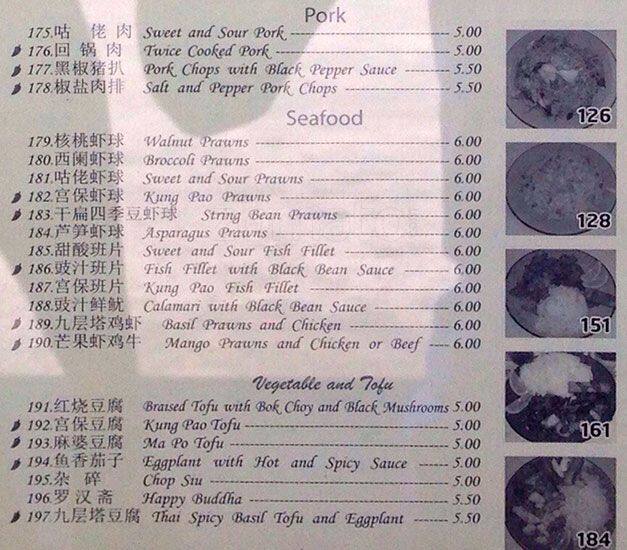 Pork
175.咕 佬 肉 Sweet and Sour Pork 5.00
176.回 锅 肉 Twice Cooked Pork 5.00
177.黑椒猪扒 Pork Chops with Black Pepper Sauce 5.50
178.椒盐肉排 Salt and Pepper Pork Chops 5.50
Seafood
179.核桃虾球 Walnut Prawns 6.00
180.西阑虾球 Broccoli Prawns 6.00
181.咕佬虾球 Sweet and Sour Prawns 6.00
182.宫保虾球 Kung Pao Prawns 6.00
183.干扁四季豆虾球 String Bean Prawns 6.00
184.芦笋虾球 Asparagus Prawns 6.00
185.甜酸班片 Sweet and Sour Fish Fillet 6.00
186.豉汁班片 Fish Fillet with Black Bean Sauce 6.00
187.宫保班片 Kung Pao Fish Fillet 6.00
188.豉汁鲜鱿 Calamari with Black Bean Sauce 6.00
189.九层塔鸡虾 Basil Prawns and Chicken 6.00
190.芒果虾鸡牛 Mango Prawns and Chicken or Beef 6.00
Vegetable and Tofu
191.红烧豆腐 Braised Tofu with Bok Choy and Black Mushrooms 5.00
192.宫保豆腐 Kung Pao Tofu 5.00
193.麻婆豆腐 Ma Po Tofu 5.00
194.鱼香茄子 Eggplant with Hot and Spicy Sauce 5.00
195.杂 碎 Chop Siu 5.00
196.罗汉斋 Happy Buddha 5.50
197.九层塔豆腐 Thai Spicy Basil Tofu and Eggplant 5.50
126
128
151
161
184